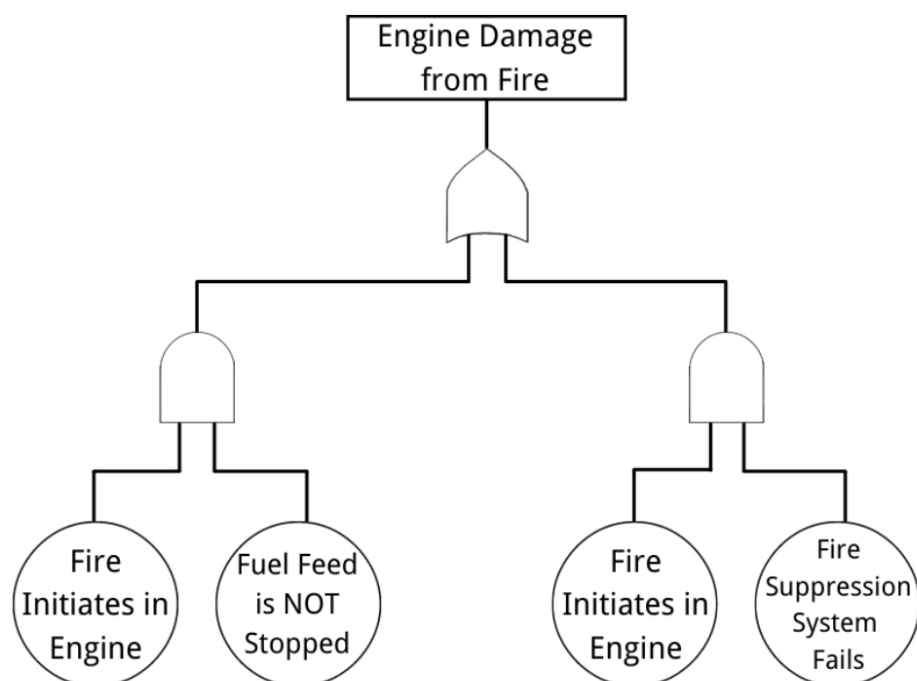 Engine Damage
from Fire
Fire
Initiates in
Engine
Fuel Feed
is NOT
Stopped
Fire
Initiates in
Engine
Fire
Suppression
System
Fails